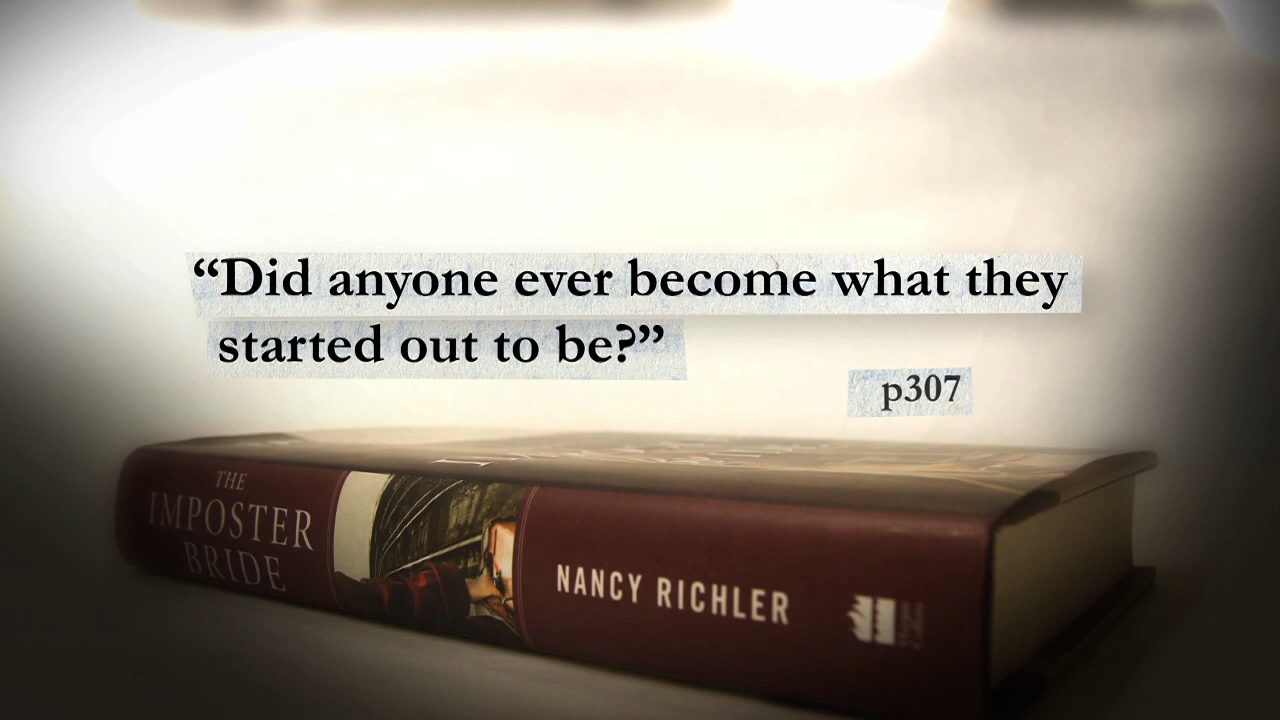 “Did anyone ever become what they
started out to be?”
p307
THE
IMPOSTER
BRIDE
NANCY RICHLER